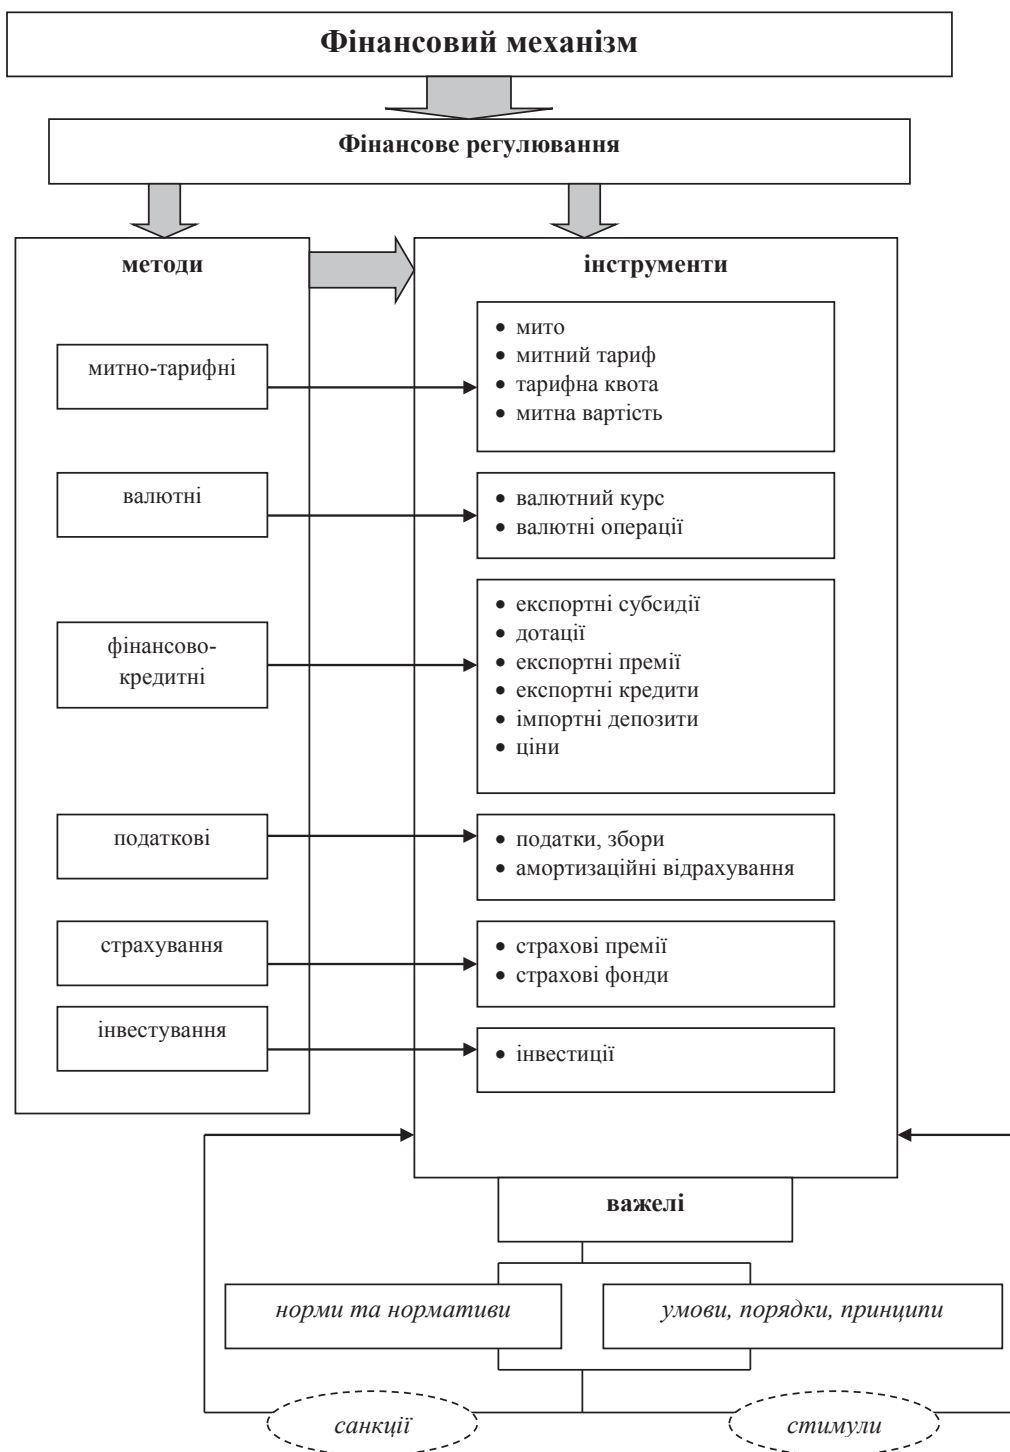 Фінансовий механізм
Фінансове регулювання
методи
інструменти
митно-тарифні
• мито
• митний тариф
• тарифна квота
• митна вартість
валютні
• валютний курс
• валютні операції
фінансово-
кредитні
• експортні субсидії
• дотації
• експортні премії
• експортні кредити
• імпортні депозити
• ціни
податкові
• податки, збори
• амортизаційні відрахування
страхування
• страхові премії
• страхові фонди
інвестування
• інвестиції
важелі
норми та нормативи
умови, порядки, принципи
санкції
стимули